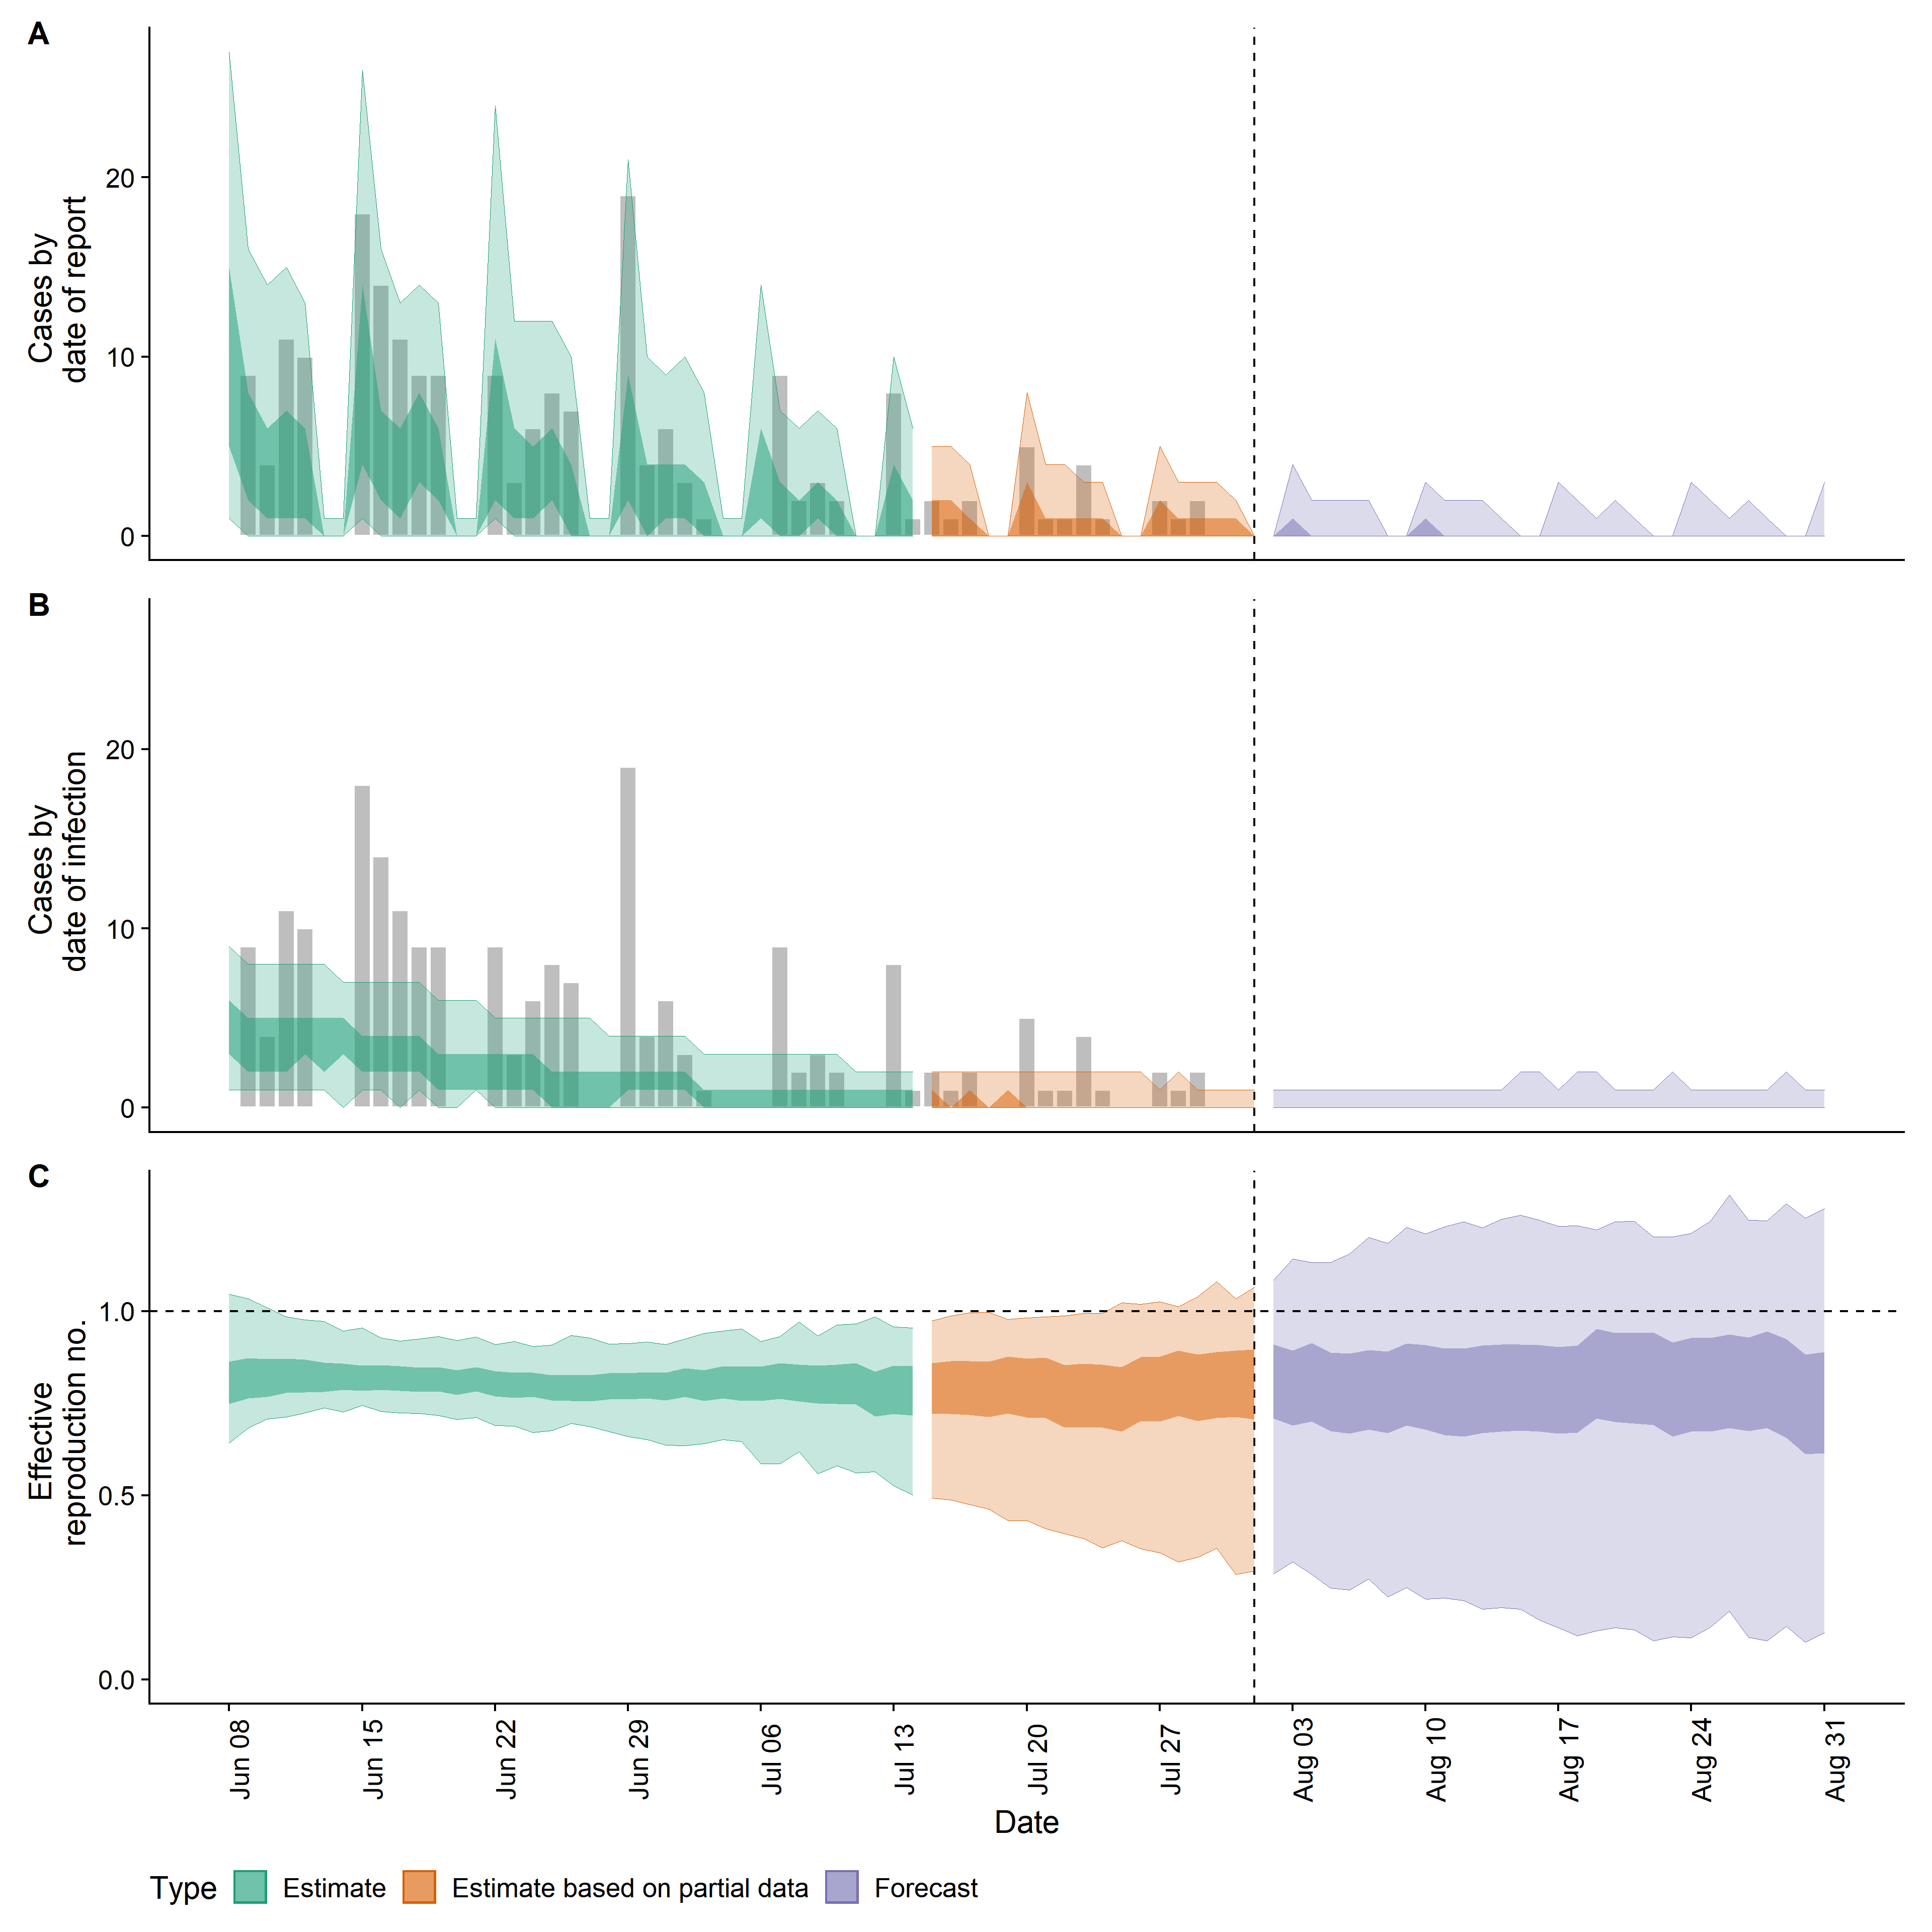 A
Cases by
date of report
20
10
0
B
Cases by
date of infection
20
10
0
C
Effective
reproduction no.
1.0
0.5
0.0
Jun 08
Jun 15
Jun 22
Jun 29
Jul 06
Jul 13
Jul 20
Jul 27
Aug 03
Aug 10
Aug 17
Aug 24
Aug 31
Date
Type Estimate Estimate based on partial data Forecast